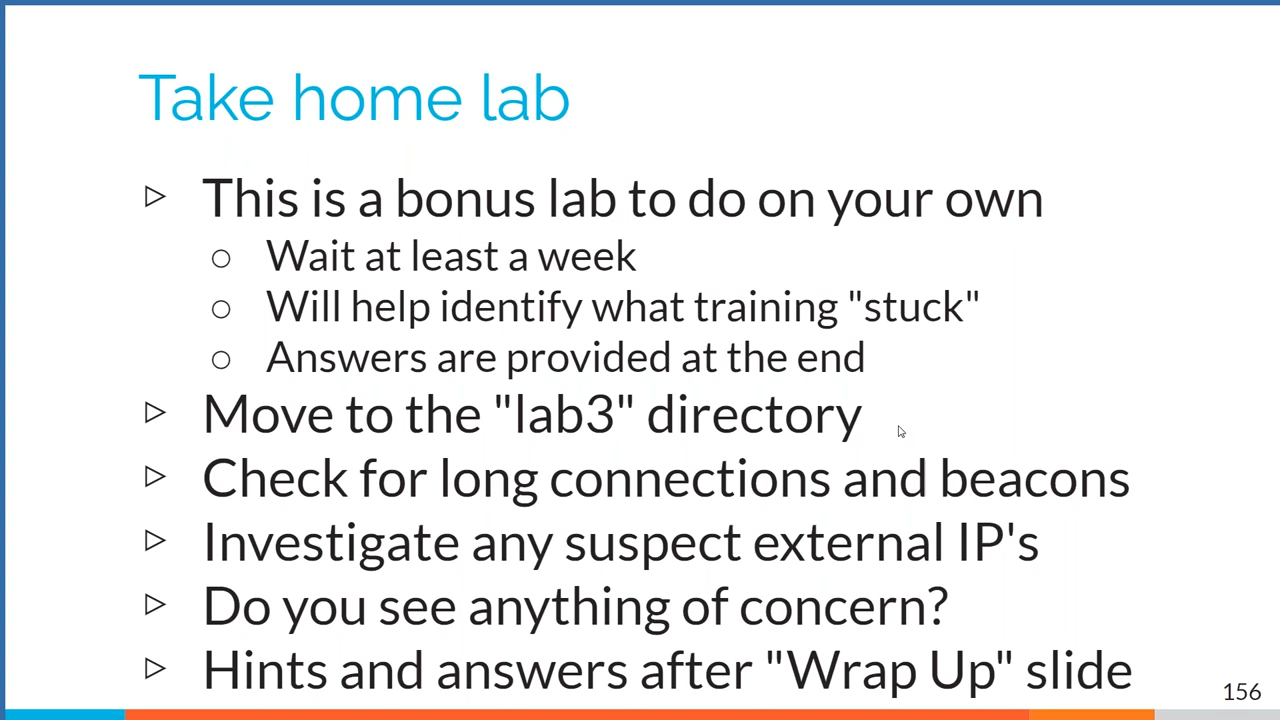 Take home lab
This is a bonus lab to do on your own
Wait at least a week
Will help identify what training "stuck"
Answers are provided at the end
Move to the "lab3" directory
Check for long connections and beacons
Investigate any suspect external IP's
Do you see anything of concern?
Hints and answers after "Wrap Up" slide
156